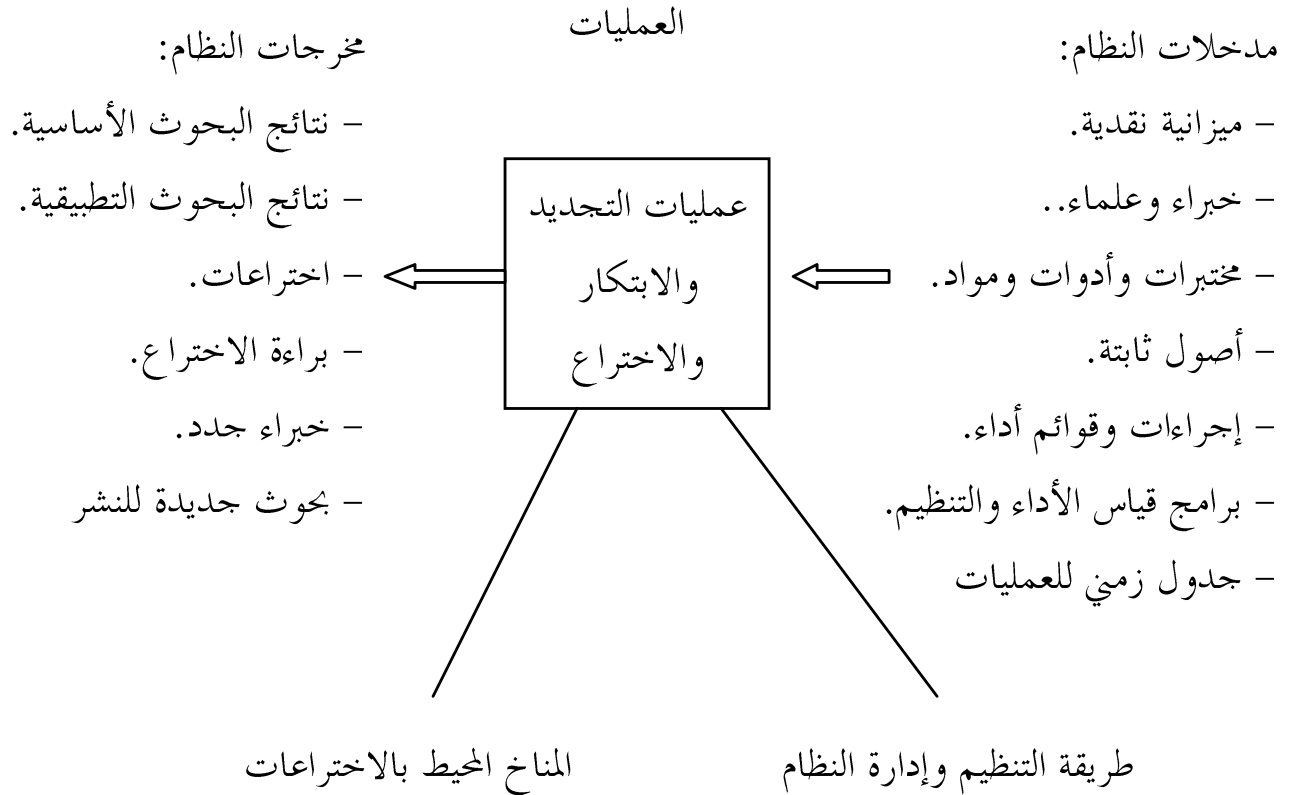 مدخلات النظام:
– ميزانية نقدية.
– خبراء وعلماء..
– مختبرات وأدوات ومواد.
– أصول ثابتة.
– إجراءات وقوائم أداء.
– برامج قياس الأداء والتنظيم.
– جدول زمني للعمليات
العمليات
عمليات التجديد
والابتكار
والاختراع
مخرجات النظام:
– نتائج البحوث الأساسية.
– نتائج البحوث التطبيقية.
– اختراعات.
– براءة الاختراع.
– خبراء جدد.
– بحوث جديدة للنشر
طريقة التنظيم وإدارة النظام
المناخ المحيط بالاختراعات